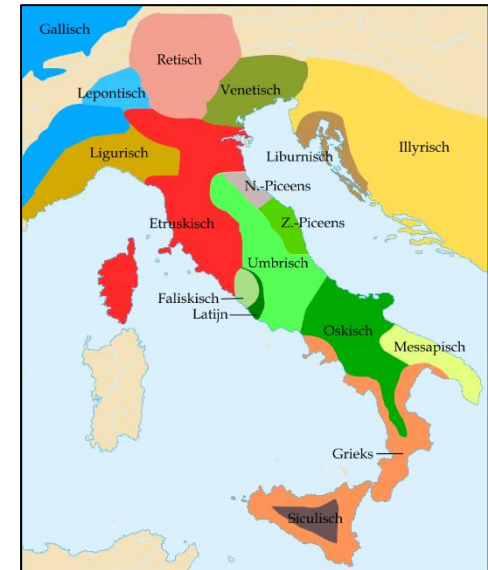 Gallisch
Retisch
Lepontisch
Venetisch
Ligurisch
Liburnisch
Illyrisch
N.-Piceens
Etruskisch
Z.-Piceens
Umbrisch
Faliskisch
Latijn
Oskisch
Messapisch
Grieks
Siculisch